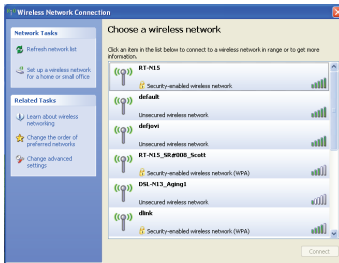 Wireless Network Connection
Network Tasks
Refresh network list
Set up a wireless network
for a home or small office
Related Tasks
Learn about wireless
networking
Change the order of
preferred networks
Change advanced
settings
Choose a wireless network
Click an item in the list below to connect to a wireless network in range or to get more
information.
RT-N15
Security-enabled wireless network
default
Unsecured wireless network
defjovi
Unsecured wireless network
RT-N15_SR#008_Scott
Security-enabled wireless network (WPA)
DSL-N13_Aging1
Unsecured wireless network
dlink
Security-enabled wireless network (WPA)
Connect